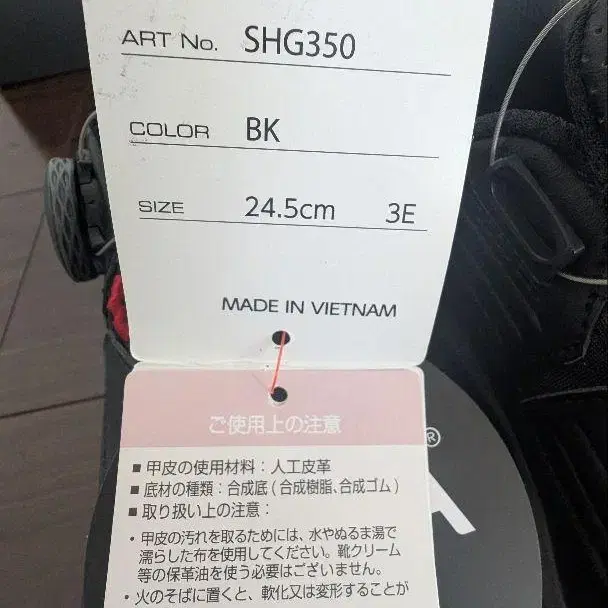 ART No. SHG350
COLOR BK
SIZE 24.5cm 3E
MADE IN VIETNAM
ご使用上の注意
■ 甲皮の使用材料：人工皮革
■ 底材の種類：合成底 (合成樹脂、合成ゴム)
■ 取り扱い上の注意：
・甲皮の汚れを取るためには、水やぬるま湯で
濡らした布を使用してください。靴クリーム
等の保革油を使う必要はございません。
・火のそばに置くと、軟化又は変形することが
®
A